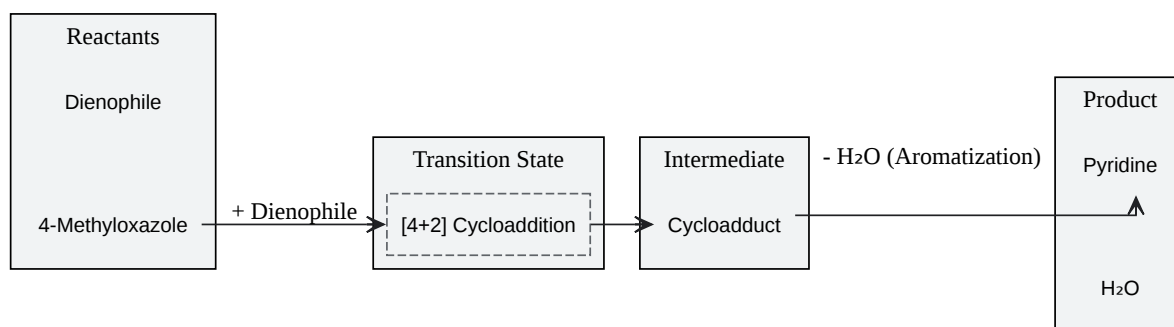 Reactants
Dienophile
4-Methyloxazole
+ Dienophile
Transition State
[4+2] Cycloaddition
Intermediate
Cycloadduct
- H₂O (Aromatization)
Product
Pyridine
H₂O